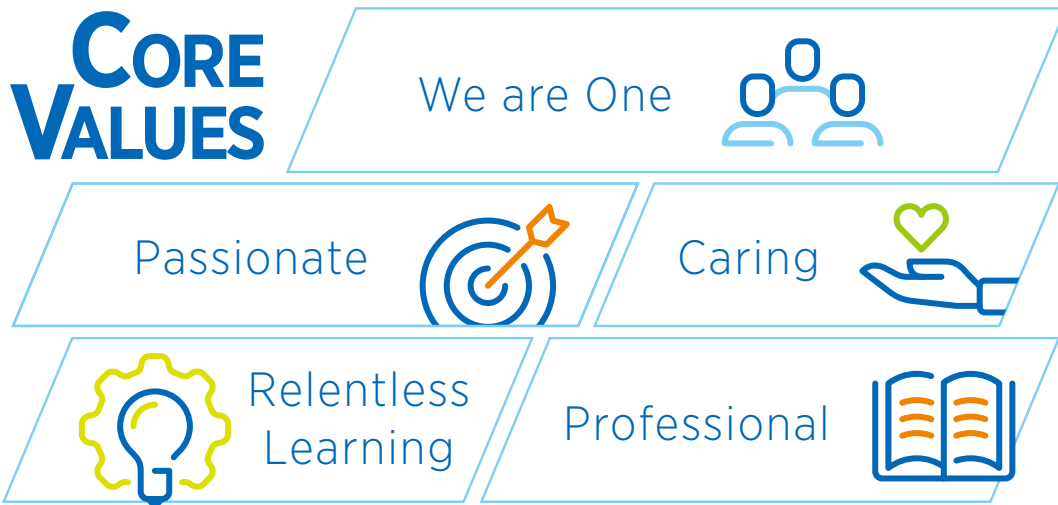 CORE
VALUES
We are One
Passionate
Caring
Relentless
Learning
Professional